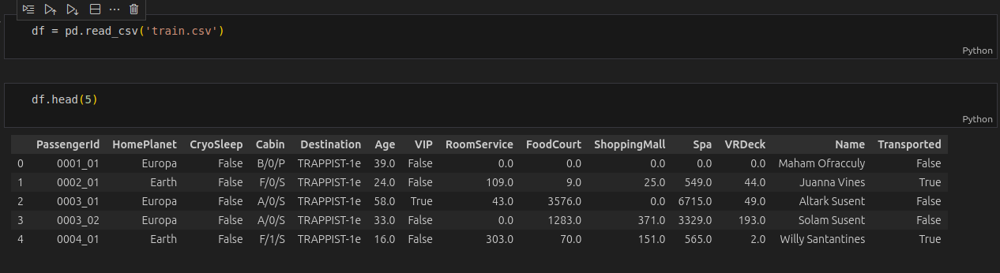 df = pd.read_csv('train.csv')
Python
df.head(5)
Python
PassengerId HomePlanet CryoSleep Cabin Destination Age VIP RoomService FoodCourt ShoppingMall Spa VRDeck Name Transported
0 0001_01 Europa False B/0/P TRAPPIST-1e 39.0 False 0.0 0.0 0.0 0.0 0.0 Maham Ofracculy False
1 0002_01 Earth False F/0/S TRAPPIST-1e 24.0 False 109.0 9.0 25.0 549.0 44.0 Juanna Vines True
2 0003_01 Europa False A/0/S TRAPPIST-1e 58.0 True 43.0 3576.0 0.0 6715.0 49.0 Altark Susent False
3 0003_02 Europa False A/0/S TRAPPIST-1e 33.0 False 0.0 1283.0 371.0 3329.0 193.0 Solam Susent False
4 0004_01 Earth False F/1/S TRAPPIST-1e 16.0 False 303.0 70.0 151.0 565.0 2.0 Willy Santantines True